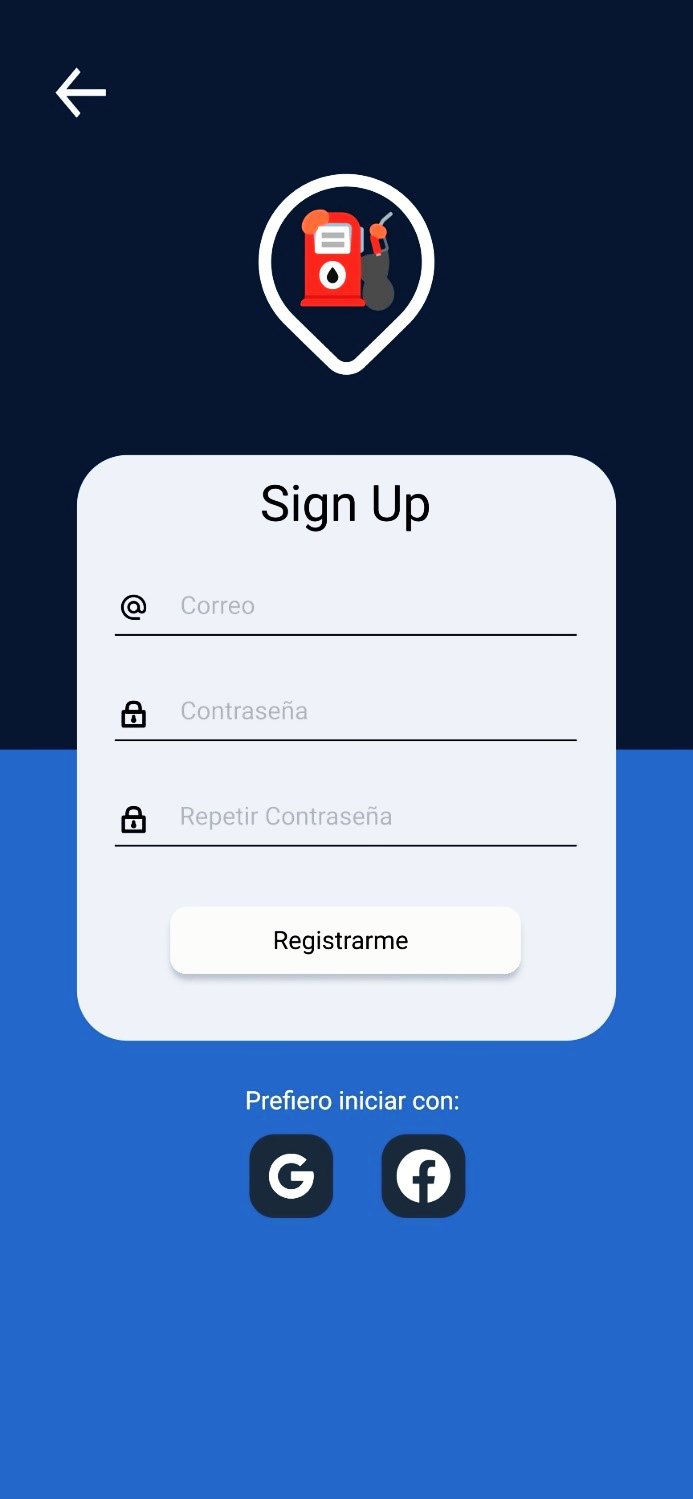 Sign Up
Correo
Contraseña
Repetir Contraseña
Registrarme
Prefiero iniciar con: